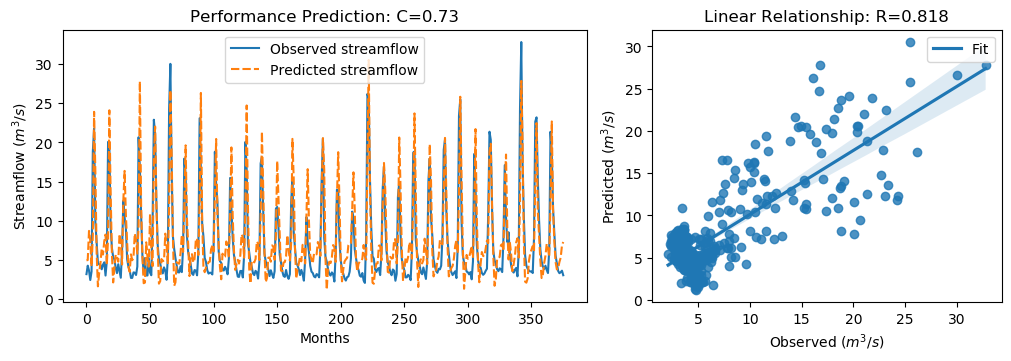 Performance Prediction: C=0.73
Observed streamflow
Predicted streamflow
Streamflow (m³/s)
30
25
20
15
10
5
0
0 50 100 150 200 250 300 350
Months
Linear Relationship: R=0.818
Fit
Predicted (m³/s)
30
25
20
15
10
5
0
5 10 15 20 25 30
Observed (m³/s)